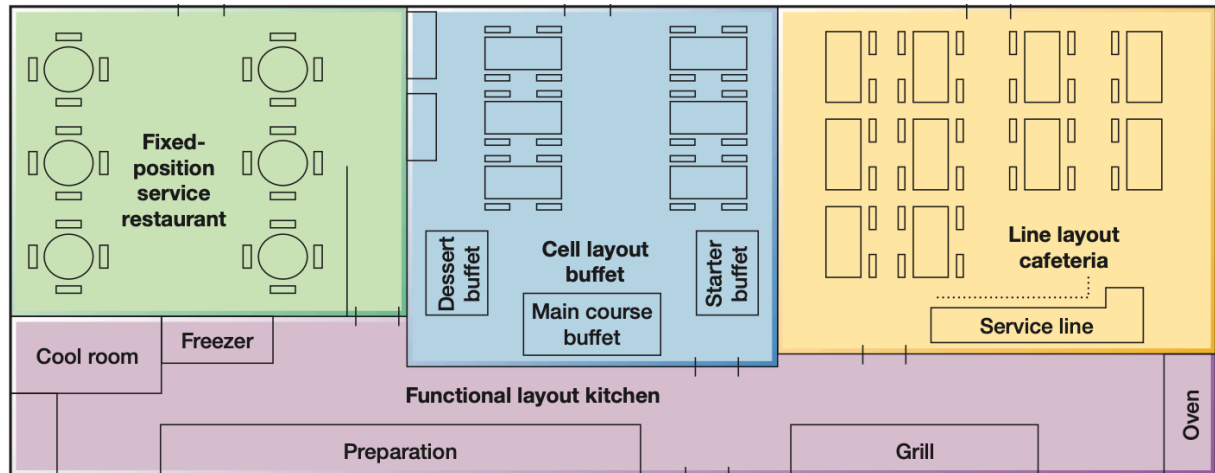 Fixed-
position
service
restaurant
Cell layout
buffet
Dessert
buffet
Main course
buffet
Starter
buffet
Line layout
cafeteria
Service line
Cool room
Freezer
Functional layout kitchen
Preparation
Grill
Oven